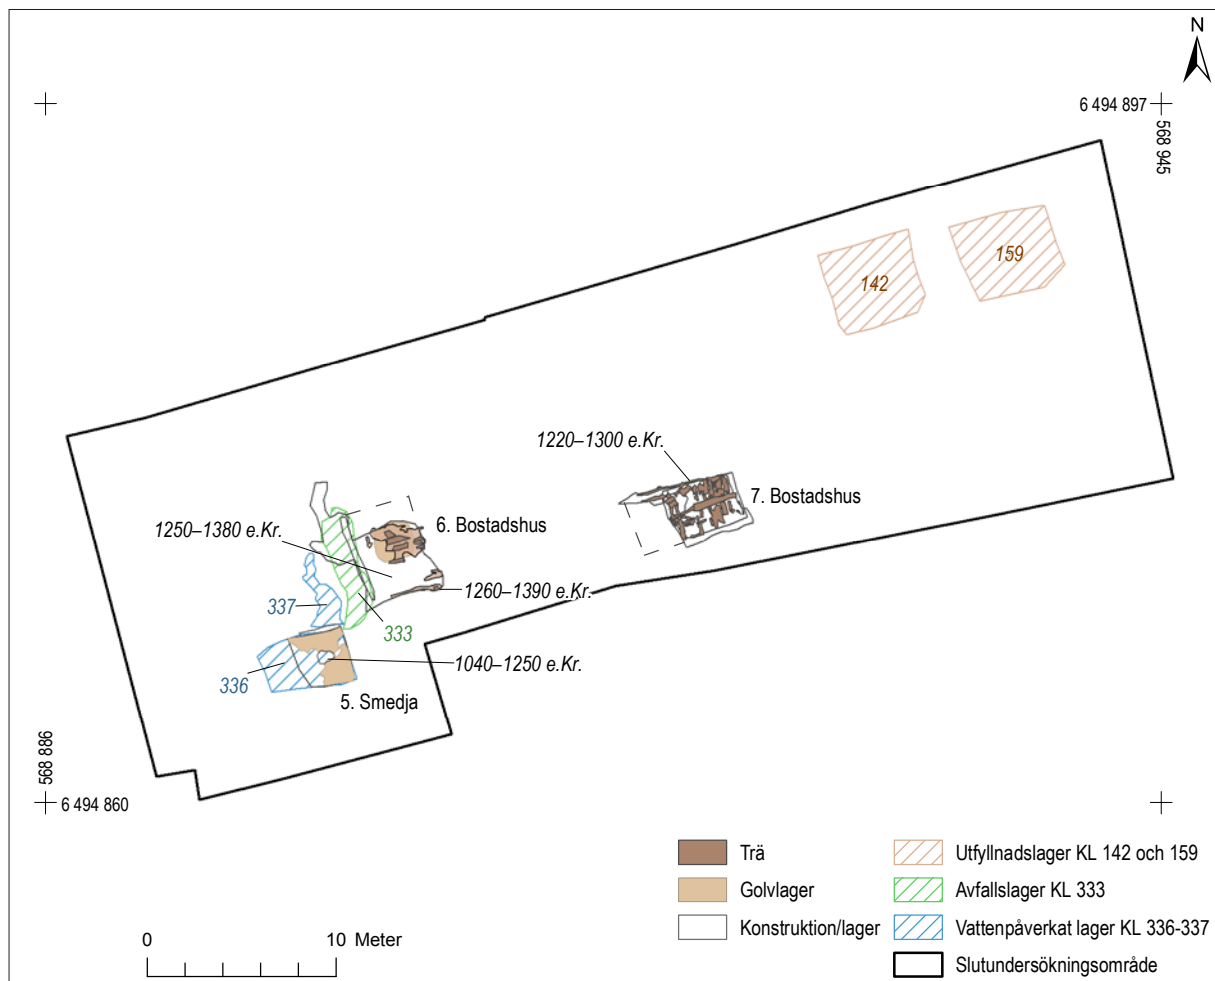 N
6 494 897
568 945
159
142
1220–1300 e.Kr.
7. Bostadshus
6. Bostadshus
1250–1380 e.Kr.
1260–1390 e.Kr.
337
333
1040–1250 e.Kr.
336
5. Smedja
568 886
6 494 860
Trä
Golvlager
Konstruktion/lager
Utfyllnadslager KL 142 och 159
Avfallslager KL 333
Vattenpåverkat lager KL 336-337
Slutundersökningsområde
0 10 Meter